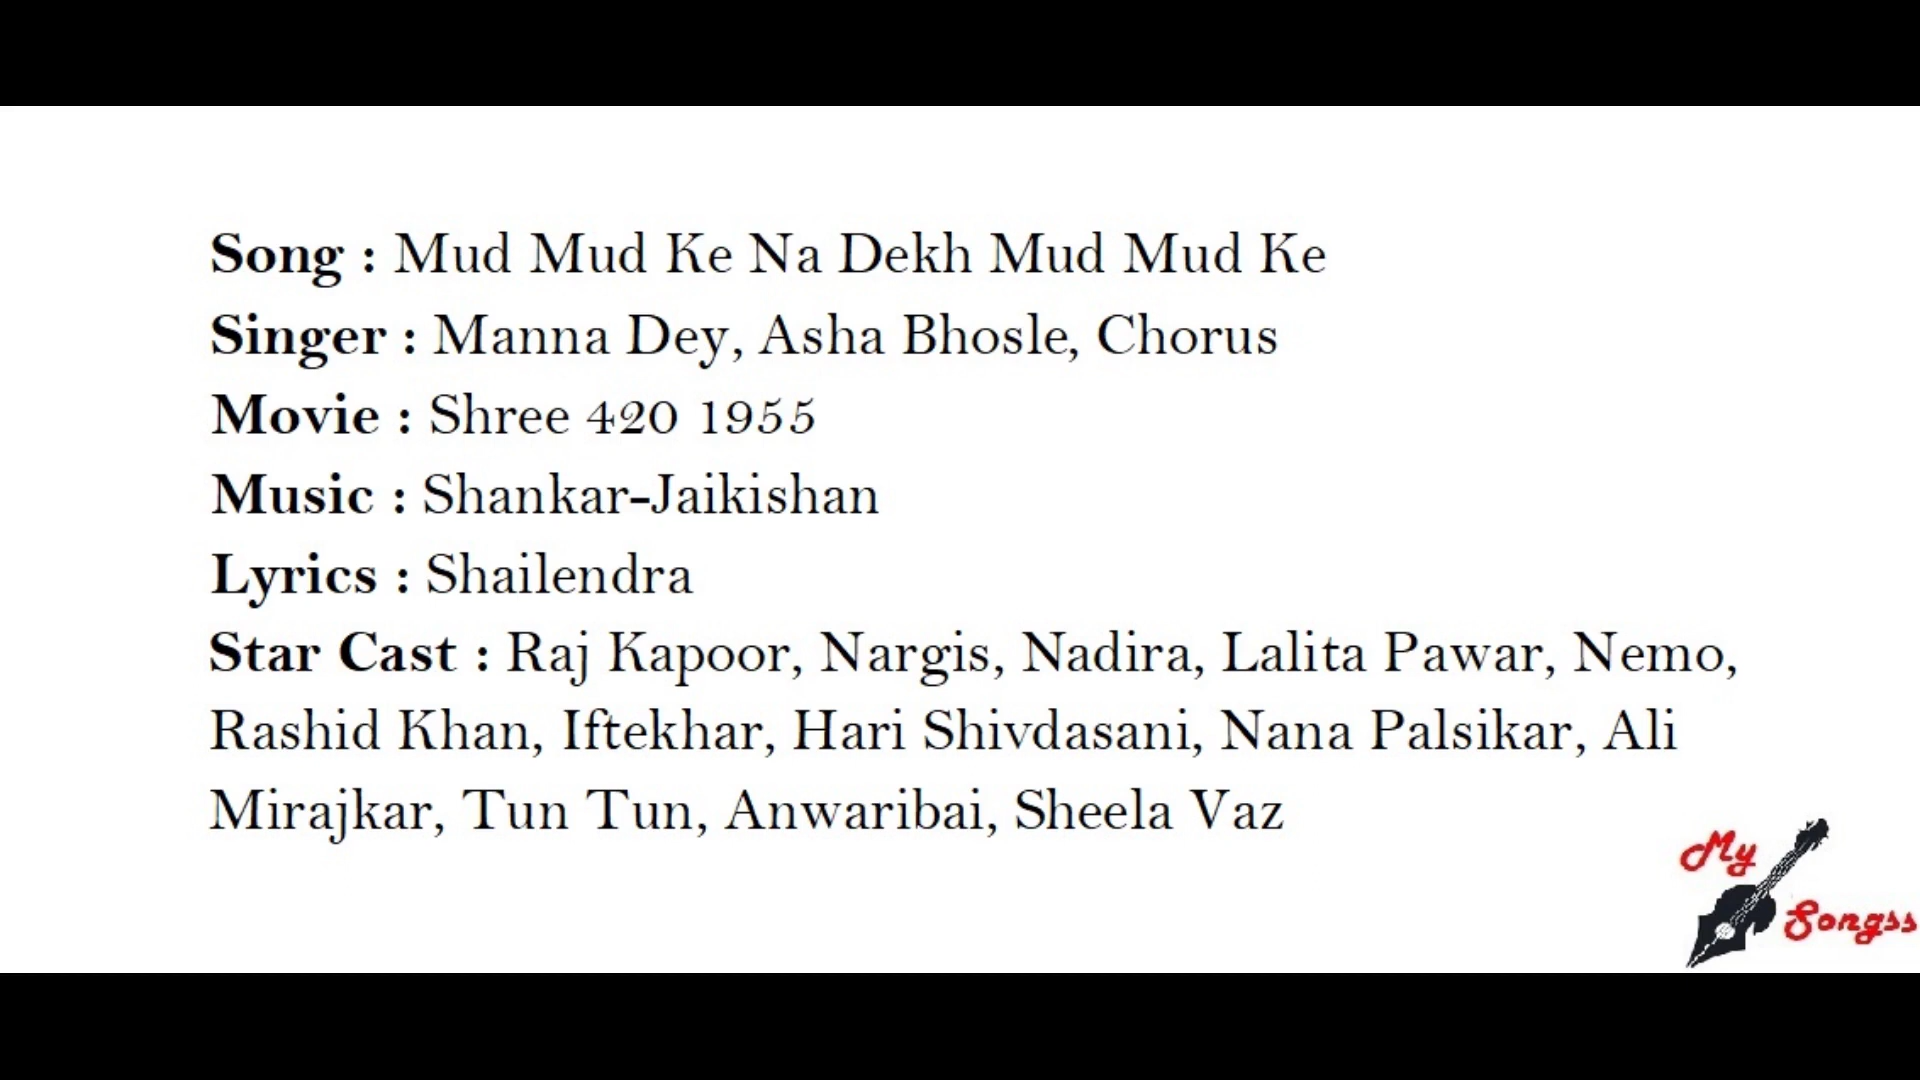 Song : Mud Mud Ke Na Dekh Mud Mud Ke
Singer : Manna Dey, Asha Bhosle, Chorus
Movie : Shree 420 1955
Music : Shankar-Jaikishan
Lyrics : Shailendra
Star Cast : Raj Kapoor, Nargis, Nadira, Lalita Pawar, Nemo,
Rashid Khan, Iftekhar, Hari Shivdasani, Nana Palsikar, Ali
Mirajkar, Tun Tun, Anwaribai, Sheela Vaz
My
Songss